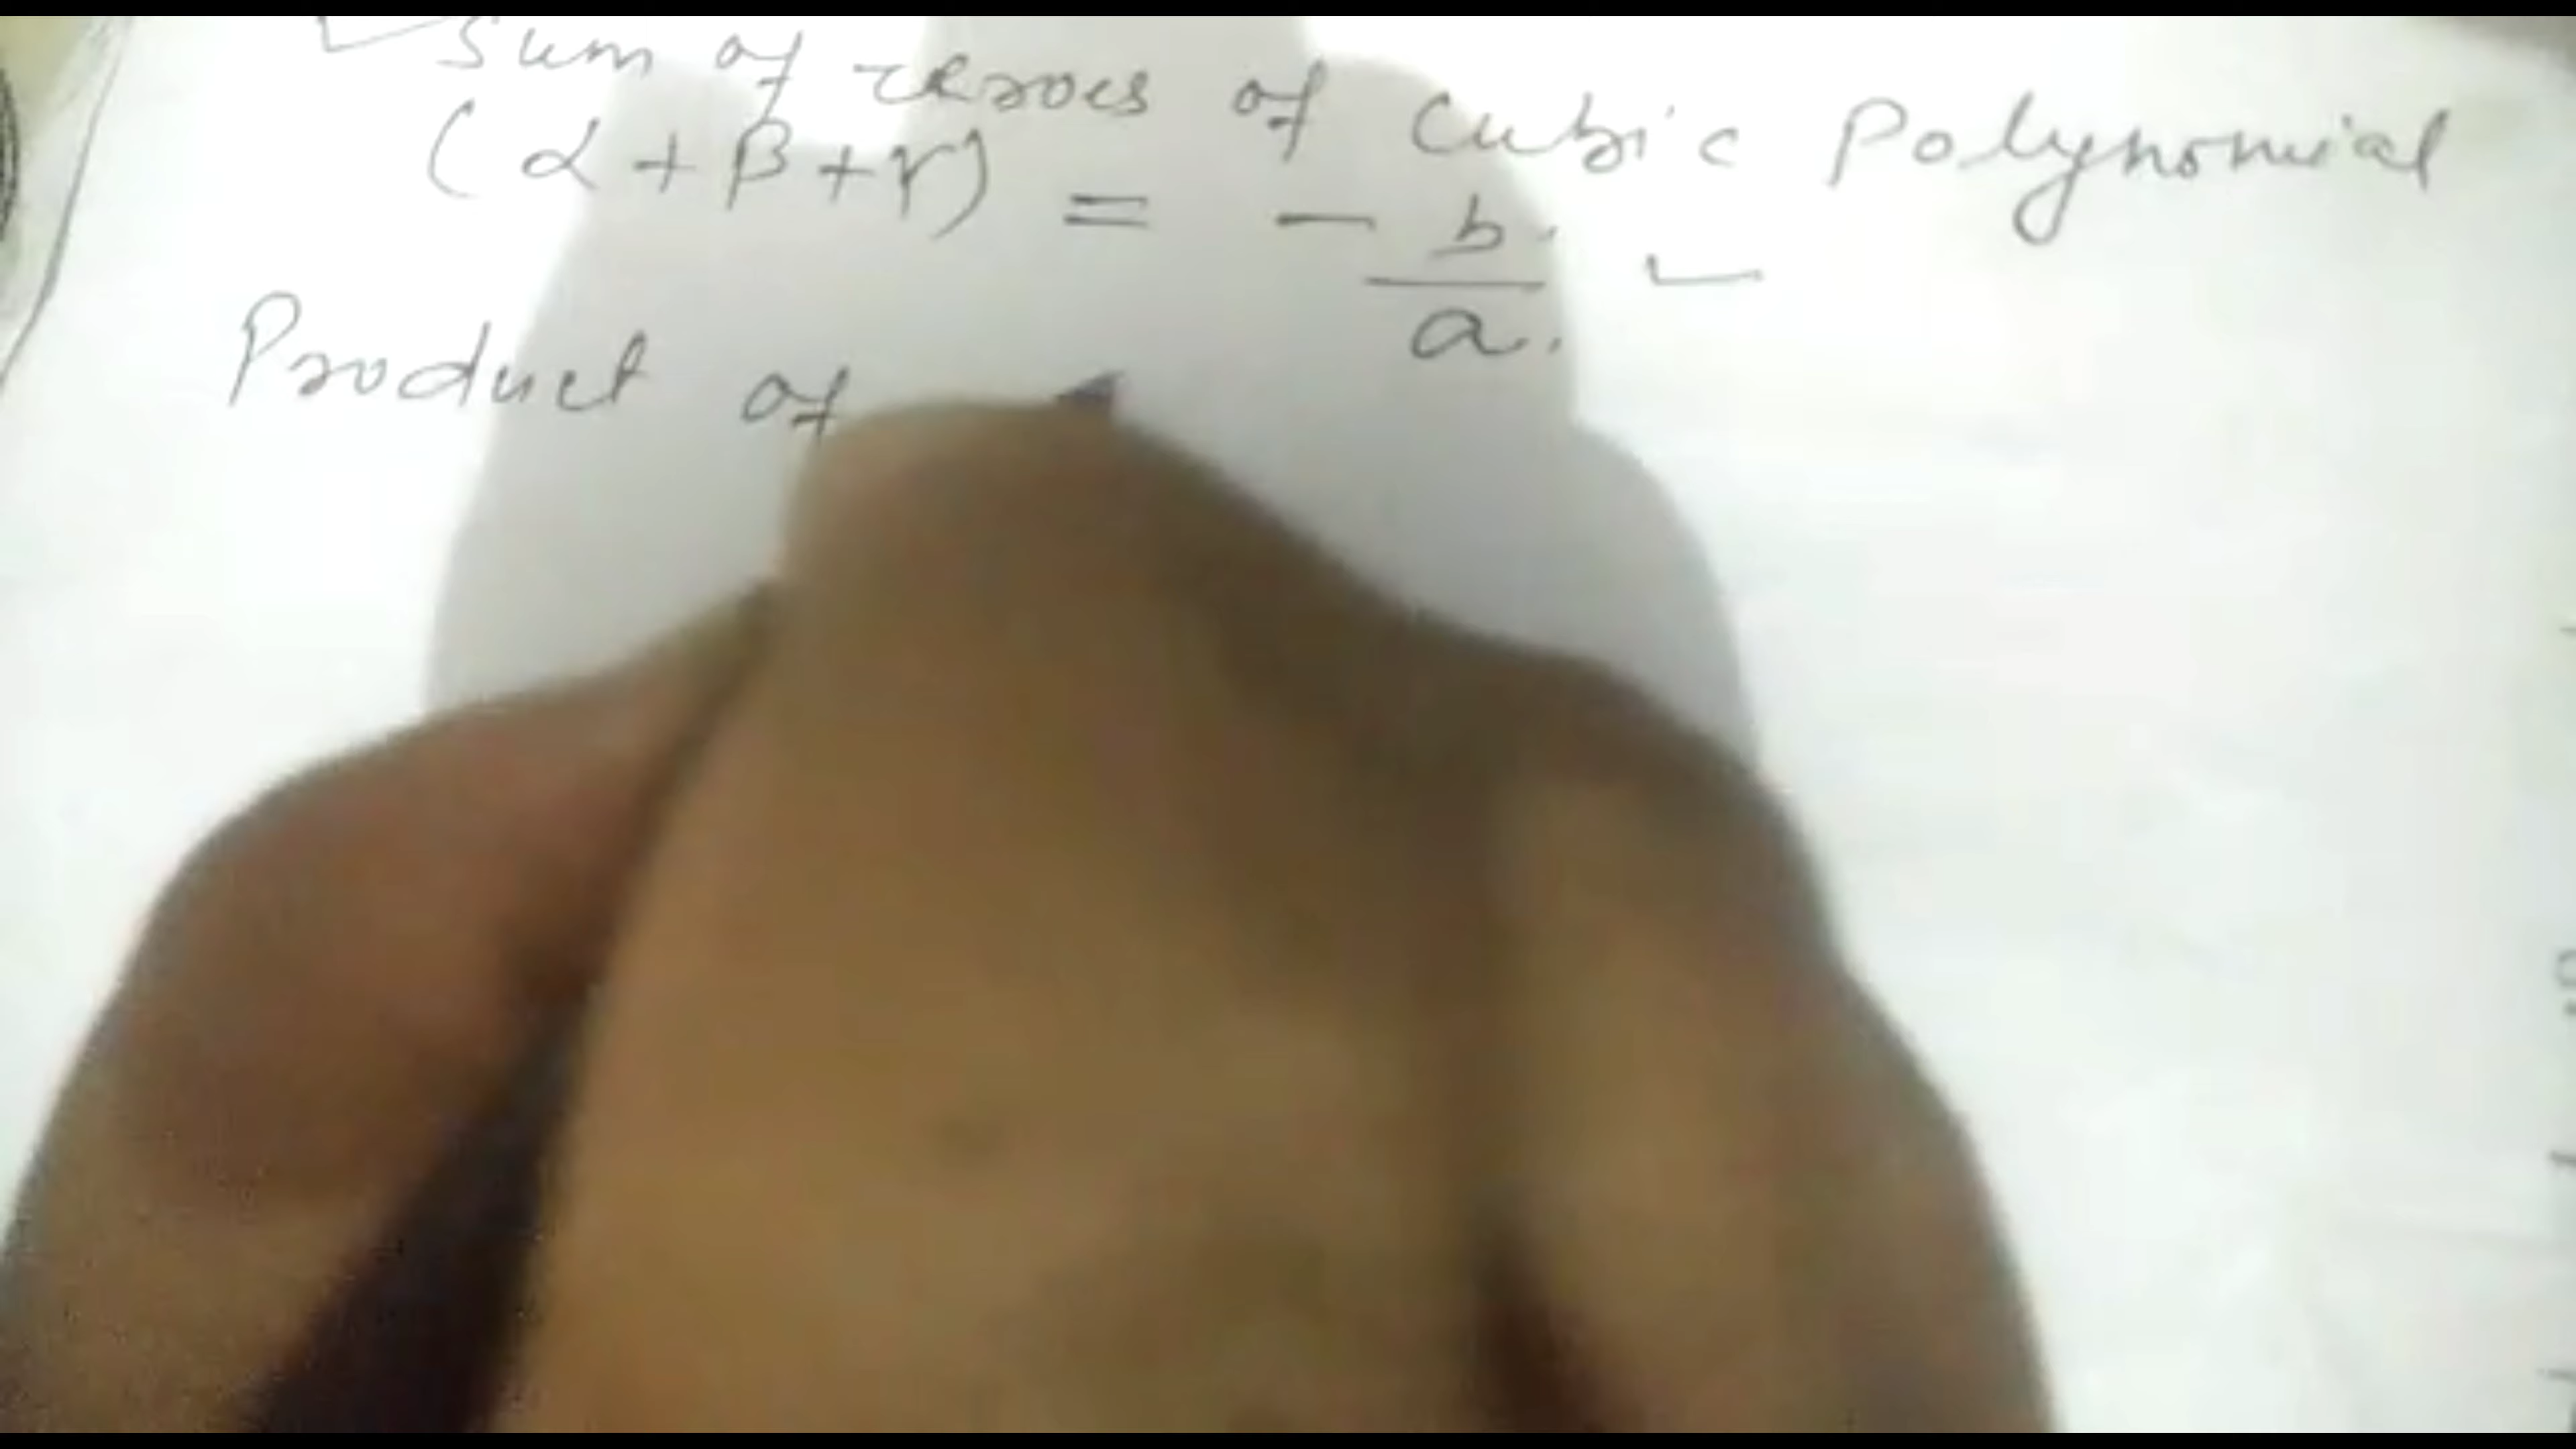 Sum of zeroes of Cubic Polynomial
(α + β + γ) = - b/a.
Product of